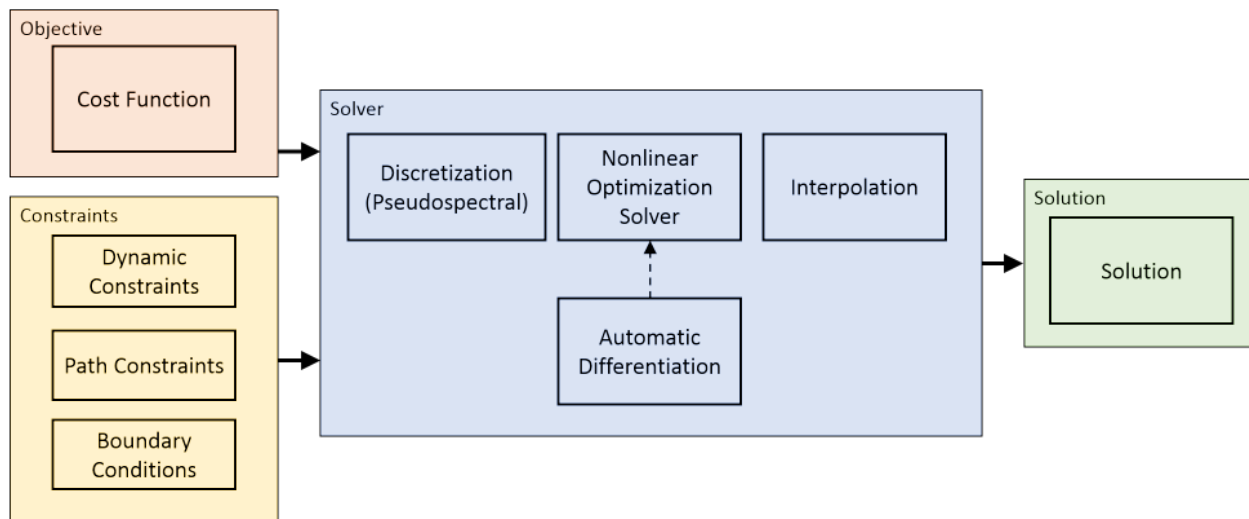 Objective
Cost Function
Constraints
Dynamic
Constraints
Path Constraints
Boundary
Conditions
Solver
Discretization
(Pseudospectral)
Nonlinear
Optimization
Solver
Interpolation
Automatic
Differentiation
Solution
Solution